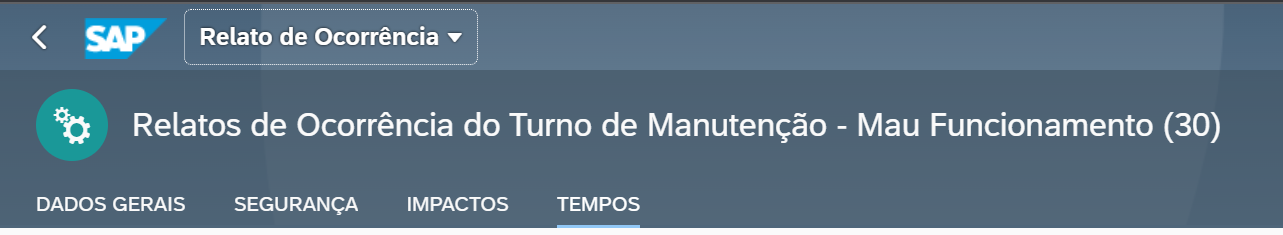 SAP Relato de Ocorrência
Relatos de Ocorrência do Turno de Manutenção - Mau Funcionamento (30)
DADOS GERAIS SEGURANÇA IMPACTOS TEMPOS